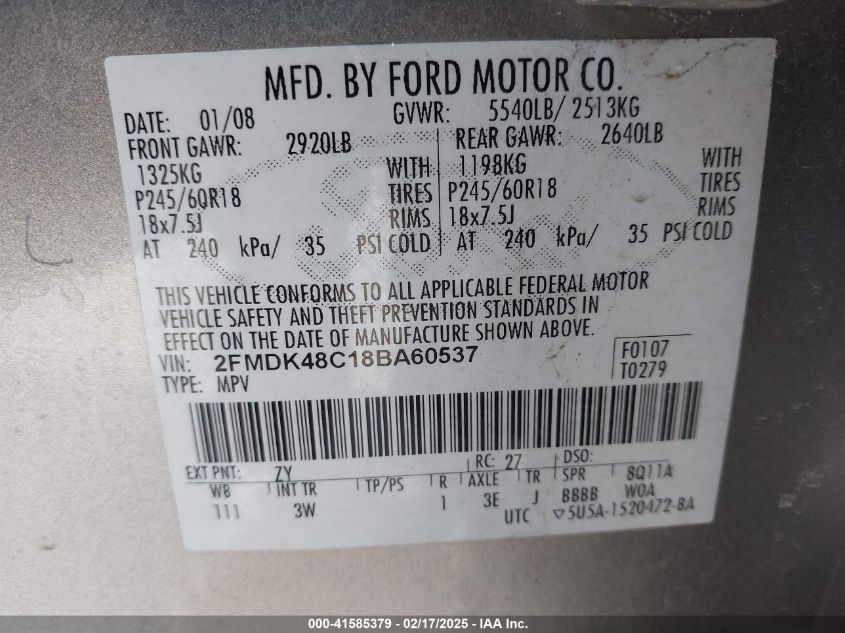 MFD. BY FORD MOTOR CO.
DATE: 01/08 GVWR: 5540LB/ 2513KG
FRONT GAWR: 2920LB REAR GAWR: 2640LB
1325KG WITH 1198KG WITH
P245/60R18 TIRES P245/60R18 TIRES
18x7.5J RIMS 18x7.5J RIMS
AT 240 kPa/ 35 PSI COLD AT 240 kPa/ 35 PSI COLD
THIS VEHICLE CONFORMS TO ALL APPLICABLE FEDERAL MOTOR
VEHICLE SAFETY AND THEFT PREVENTION STANDARDS IN
EFFECT ON THE DATE OF MANUFACTURE SHOWN ABOVE.
VIN: 2FMDK48C18BA60537 F0107
TYPE: MPV T0279
EXT PNT: ZY RC: 27 DSO:
WB INT TR TP/PS R AXLE TR SPR 8Q11A
111 3W 1 3E J BBBB W0A
UTC ▽5U5A-1520472-BA
000-41585379 - 02/17/2025 - IAA, Inc.